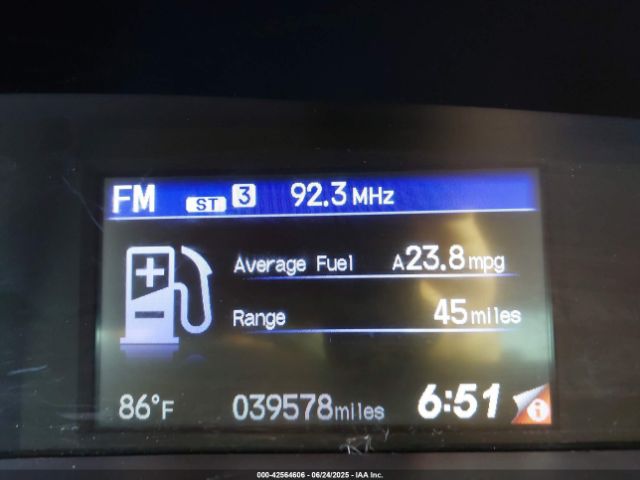 FM ST 3 92.3 MHz
Average Fuel A23.8 mpg
Range 45 miles
86°F 039578 miles 6:51 i
000-42564606 - 06/24/2025 - IAA Inc.